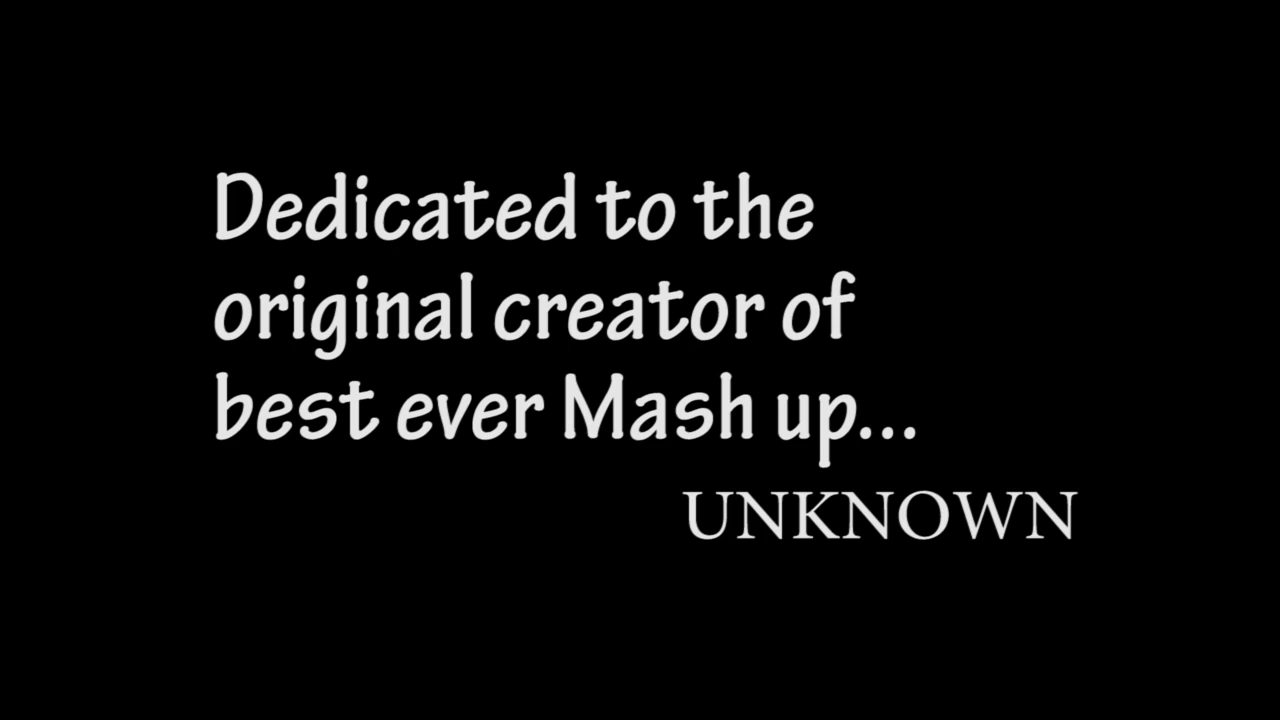 Dedicated to the
original creator of
best ever Mash up...
UNKNOWN